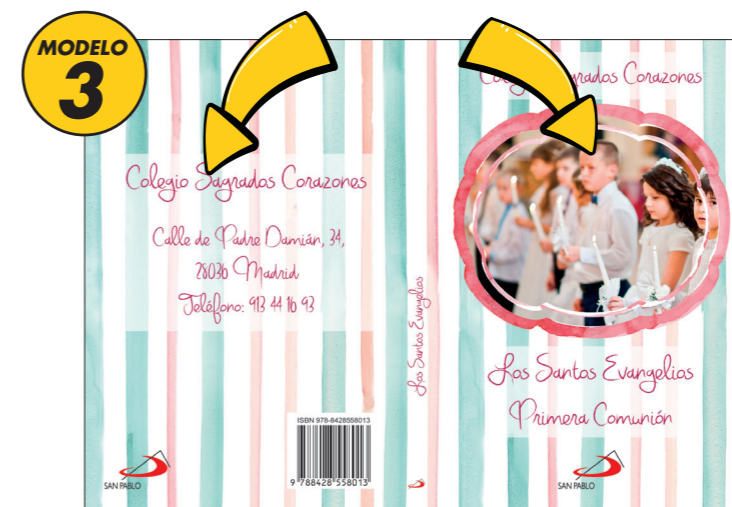 MODELO
3
Colegio Sagrados Corazones
Calle de Padre Damián, 34,
28036 Madrid
Teléfono: 913 44 16 93
ISBN 978-8428558013
9 788428 558013
SAN PABLO
Los Santos Evangelios
Sagrados Corazones
Los Santos Evangelios
Primera Comunión
SAN PABLO